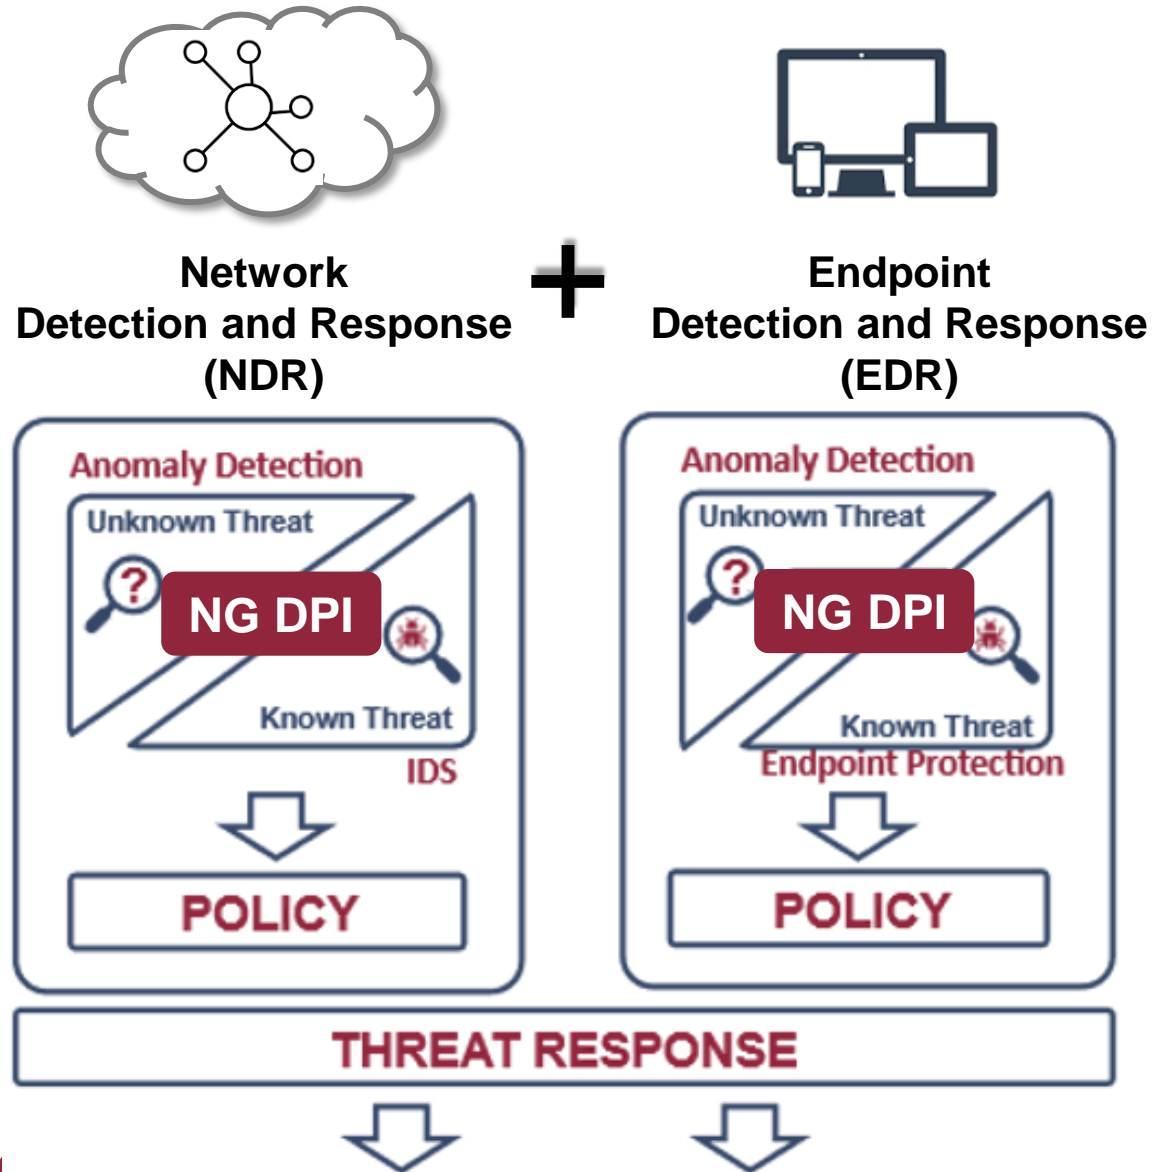 Network
Detection and Response
(NDR)
+
Endpoint
Detection and Response
(EDR)
Anomaly Detection
Unknown Threat
?
NG DPI
Known Threat
IDS
POLICY
Anomaly Detection
Unknown Threat
?
NG DPI
Known Threat
Endpoint Protection
POLICY
THREAT RESPONSE